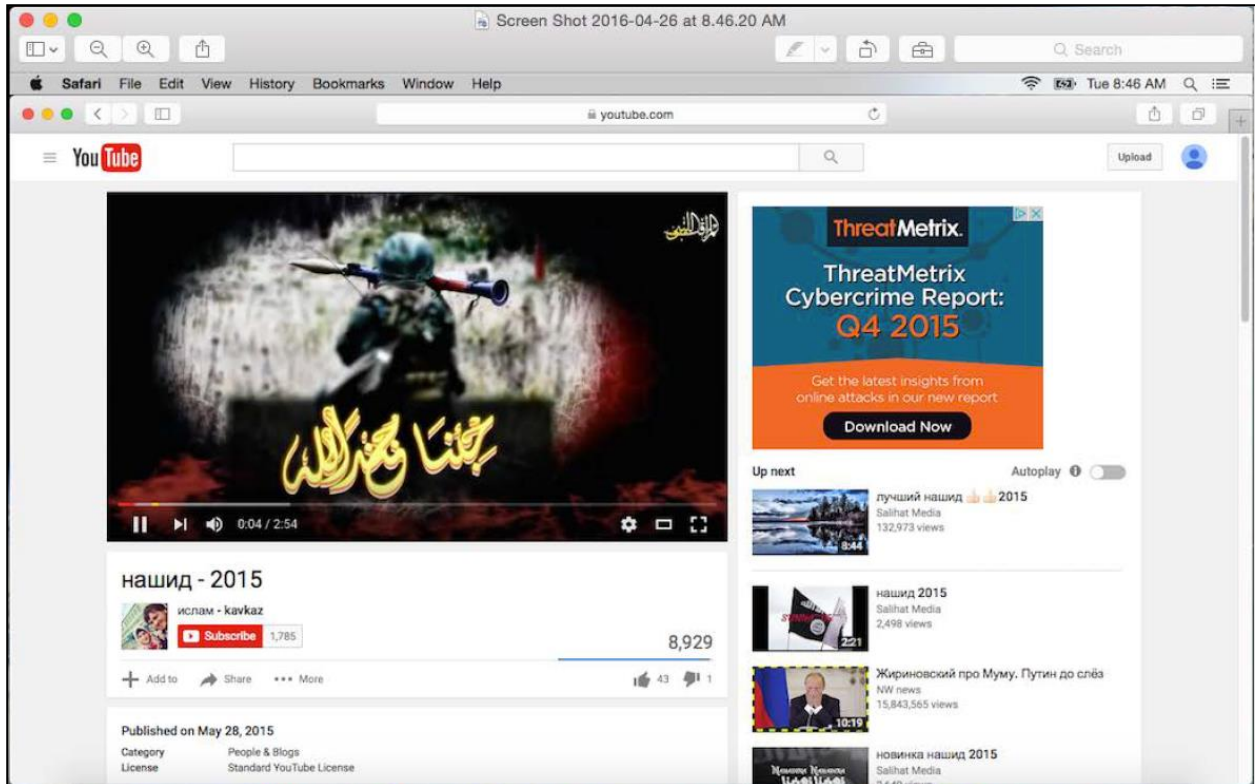 Screen Shot 2016-04-26 at 8.46.20 AM
Search
Safari File Edit View History Bookmarks Window Help
Tue 8:46 AM
youtube.com
YouTube
Upload
0:04 / 2:54
нашид - 2015
ислам - kavkaz
Subscribe 1,785
8,929
Add to Share More
43 1
Published on May 28, 2015
Category People & Blogs
License Standard YouTube License
ThreatMetrix.
ThreatMetrix
Cybercrime Report:
Q4 2015
Get the latest insights from
online attacks in our new report
Download Now
Up next Autoplay
лучший нашид 👍🏻👍🏻2015
Salihat Media
132,973 views
8:44
нашид 2015
Salihat Media
2,498 views
2:21
Жириновский про Муму. Путин до слёз
NW news
15,843,565 views
10:19
новинка нашид 2015
Salihat Media